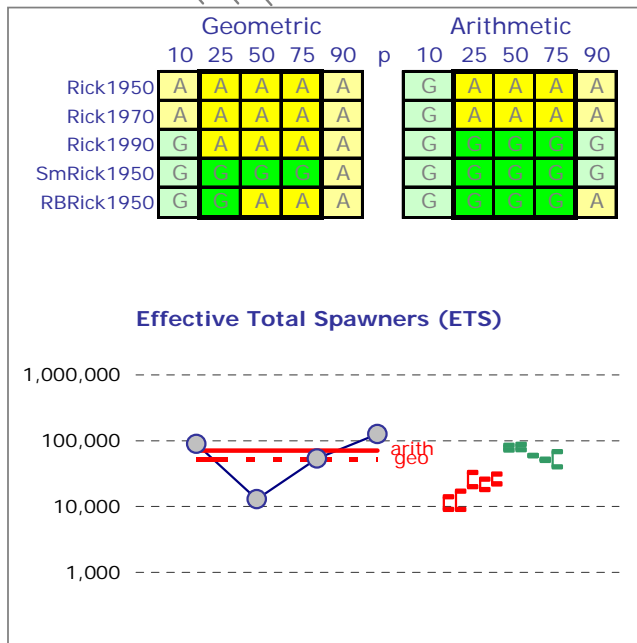 Geometric Arithmetic
10 25 50 75 90 p 10 25 50 75 90
Rick1950 A A A A A G A A A A
Rick1970 A A A A A G A A A A
Rick1990 G A A A A G G G G G
SmRick1950 G G G G A G G G G G
RBRick1950 G G A A A G G G G A
Effective Total Spawners (ETS)
1,000,000
100,000
arith
geo
10,000
1,000